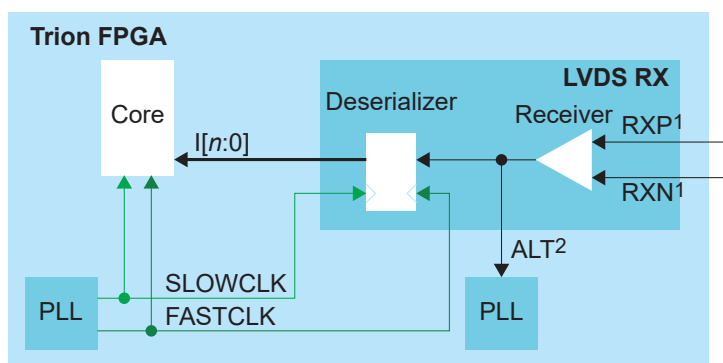 Trion FPGA
LVDS RX
Deserializer
Core
Receiver
RXP1
I[n:0]
RXN1
ALT2
SLOWCLK
PLL
FASTCLK
PLL